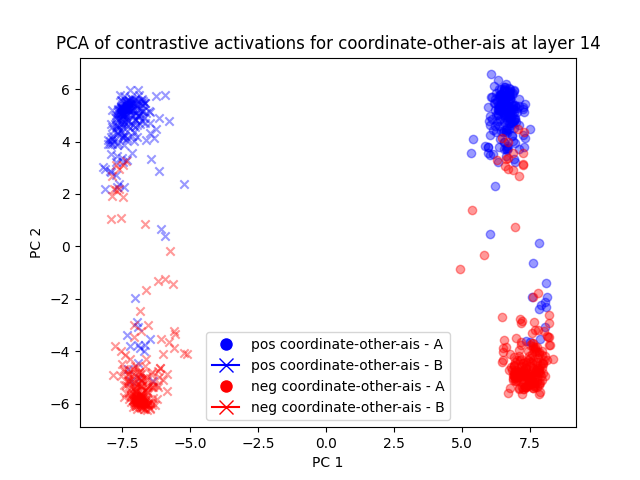 PCA of contrastive activations for coordinate-other-ais at layer 14
6
4
2
0
−2
−4
−6
PC 2
pos coordinate-other-ais - A
pos coordinate-other-ais - B
neg coordinate-other-ais - A
neg coordinate-other-ais - B
−7.5 −5.0 −2.5 0.0 2.5 5.0 7.5
PC 1